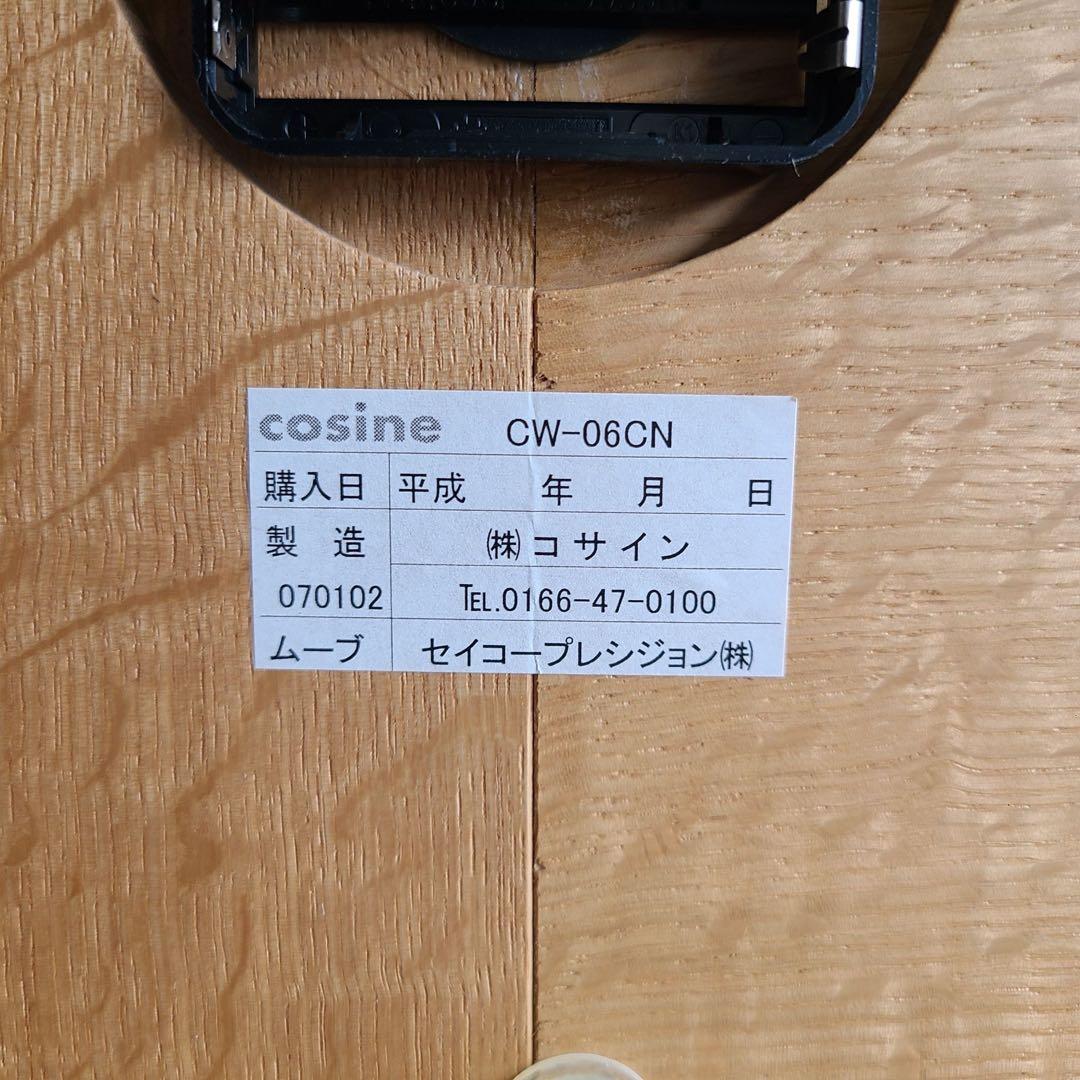 cosine CW-06CN
購入日 平成 年 月 日
製 造 ㈱コサイン
070102 ℡.0166-47-0100
ムーブ セイコープレシジョン㈱